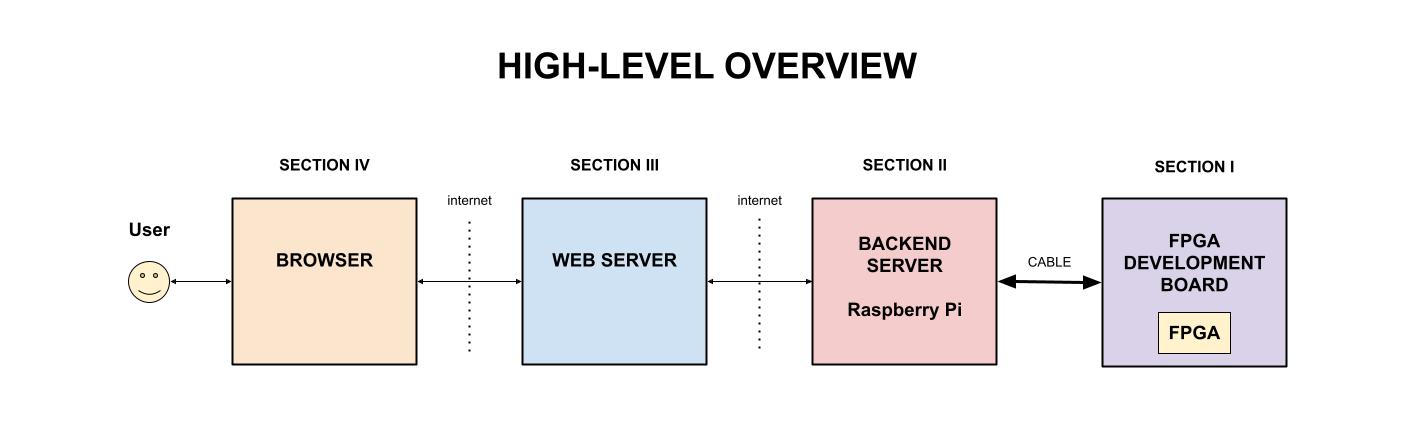 HIGH-LEVEL OVERVIEW
SECTION IV
SECTION III
SECTION II
SECTION I
User
BROWSER
internet
WEB SERVER
internet
BACKEND
SERVER
Raspberry Pi
CABLE
FPGA
DEVELOPMENT
BOARD
FPGA